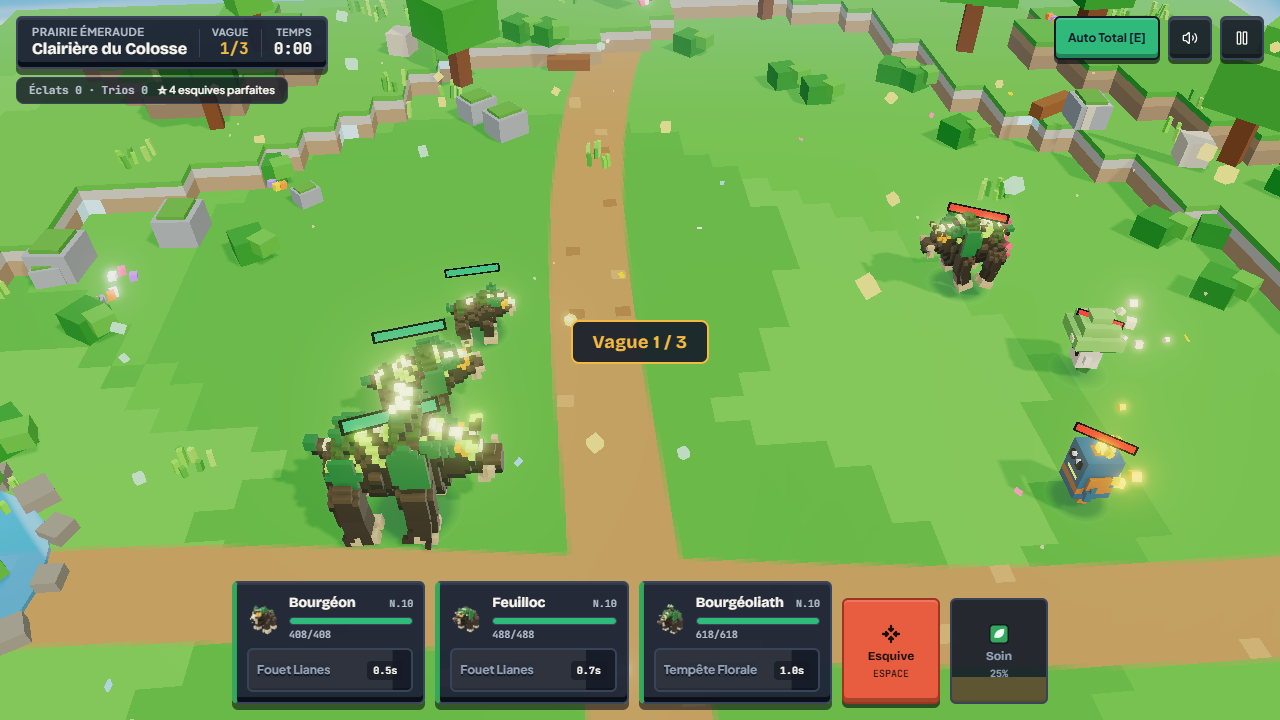 PRAIRIE ÉMERAUDE
Clairière du Colosse
VAGUE
1/3
TEMPS
0:00
Éclats 0 · Trios 0 ★ 4 esquives parfaites
Auto Total [E]
Vague 1 / 3
Bourgéon N.10
408/408
Fouet Llanes 0.5s
Feuilloc N.10
488/488
Fouet Llanes 0.7s
Bourgéoliath N.10
618/618
Tempête Florale 1.0s
Esquive
ESPACE
Soin
25%